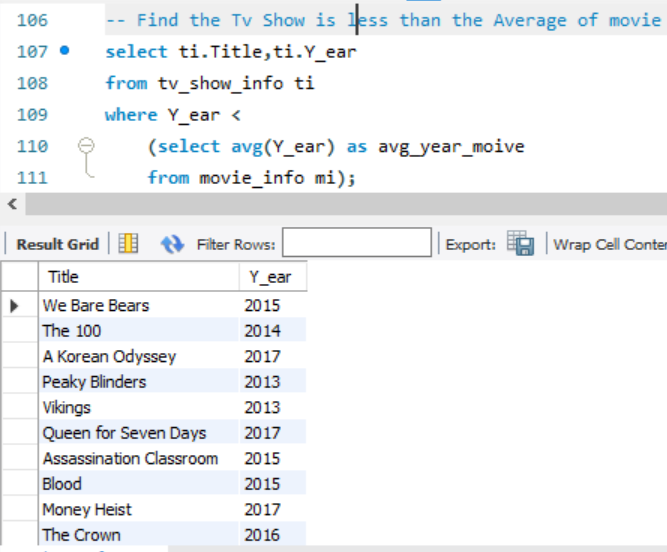 106 -- Find the Tv Show is less than the Average of movie
107 select ti.Title,ti.Y_ear
108 from tv_show_info ti
109 where Y_ear <
110 (select avg(Y_ear) as avg_year_moive
111 from movie_info mi);
Result Grid Filter Rows: Export: Wrap Cell Conter
Title Y_ear
We Bare Bears 2015
The 100 2014
A Korean Odyssey 2017
Peaky Blinders 2013
Vikings 2013
Queen for Seven Days 2017
Assassination Classroom 2015
Blood 2015
Money Heist 2017
The Crown 2016